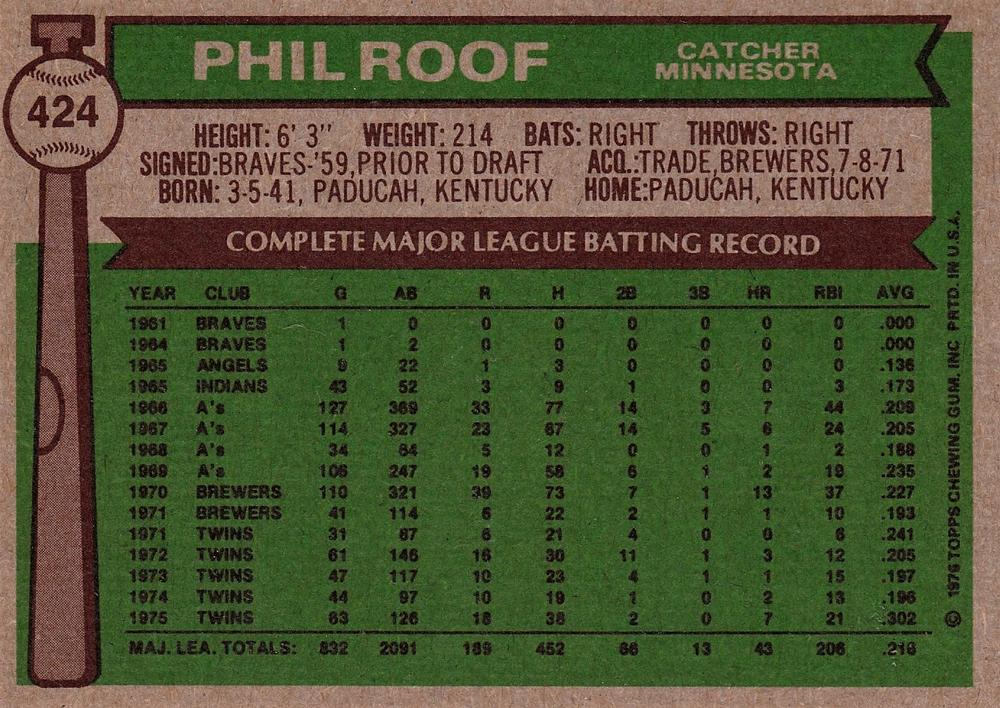 424
PHIL ROOF
CATCHER
MINNESOTA
HEIGHT: 6' 3" WEIGHT: 214 BATS: RIGHT THROWS: RIGHT
SIGNED:BRAVES-'59,PRIOR TO DRAFT ACQ.:TRADE,BREWERS,7-8-71
BORN: 3-5-41, PADUCAH, KENTUCKY HOME:PADUCAH, KENTUCKY
COMPLETE MAJOR LEAGUE BATTING RECORD
YEAR CLUB G AB R H 2B 3B HR RBI AVG
1961 BRAVES 1 0 0 0 0 0 0 0 .000
1964 BRAVES 1 2 0 0 0 0 0 0 .000
1965 ANGELS 9 22 1 3 0 0 0 0 .136
1965 INDIANS 43 52 3 9 1 0 0 3 .173
1966 A's 127 369 33 77 14 3 7 44 .209
1967 A's 114 327 23 67 14 5 6 24 .205
1968 A's 34 64 5 12 0 0 1 2 .188
1969 A's 106 247 19 58 6 1 2 19 .235
1970 BREWERS 110 321 39 73 7 1 13 37 .227
1971 BREWERS 41 114 6 22 2 1 1 10 .193
1971 TWINS 31 87 6 21 4 0 0 6 .241
1972 TWINS 61 146 16 30 11 1 3 12 .205
1973 TWINS 47 117 10 23 4 1 1 15 .197
1974 TWINS 44 97 10 19 1 0 2 13 .196
1975 TWINS 63 126 18 38 2 0 7 21 .302
MAJ. LEA. TOTALS: 832 2091 189 452 66 13 43 206 .216
© 1976 TOPPS CHEWING GUM, INC PRTD. IN U.S.A.